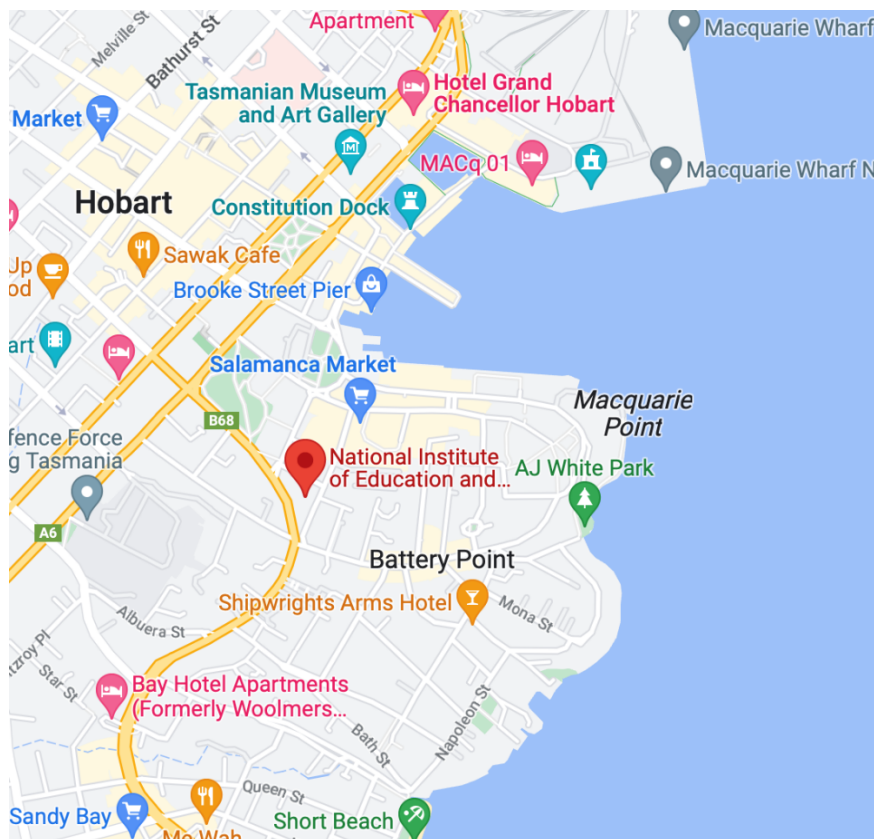 Apartment
Macquarie Wharf
Melville St
Bathurst St
Hotel Grand
Chancellor Hobart
Tasmanian Museum
and Art Gallery
Market
MACq 01
Macquarie Wharf N
Hobart
Constitution Dock
Sawak Cafe
Up
od
Brooke Street Pier
art
Salamanca Market
Macquarie
Point
B68
fence Force
g Tasmania
National Institute
of Education and...
AJ White Park
A6
Battery Point
Shipwrights Arms Hotel
Mona St
Albuera St
tzroy Pl
Star St
Bay Hotel Apartments
(Formerly Woolmers...
Napoleon St
Bath St
Queen St
Sandy Bay
Me Wah
Short Beach